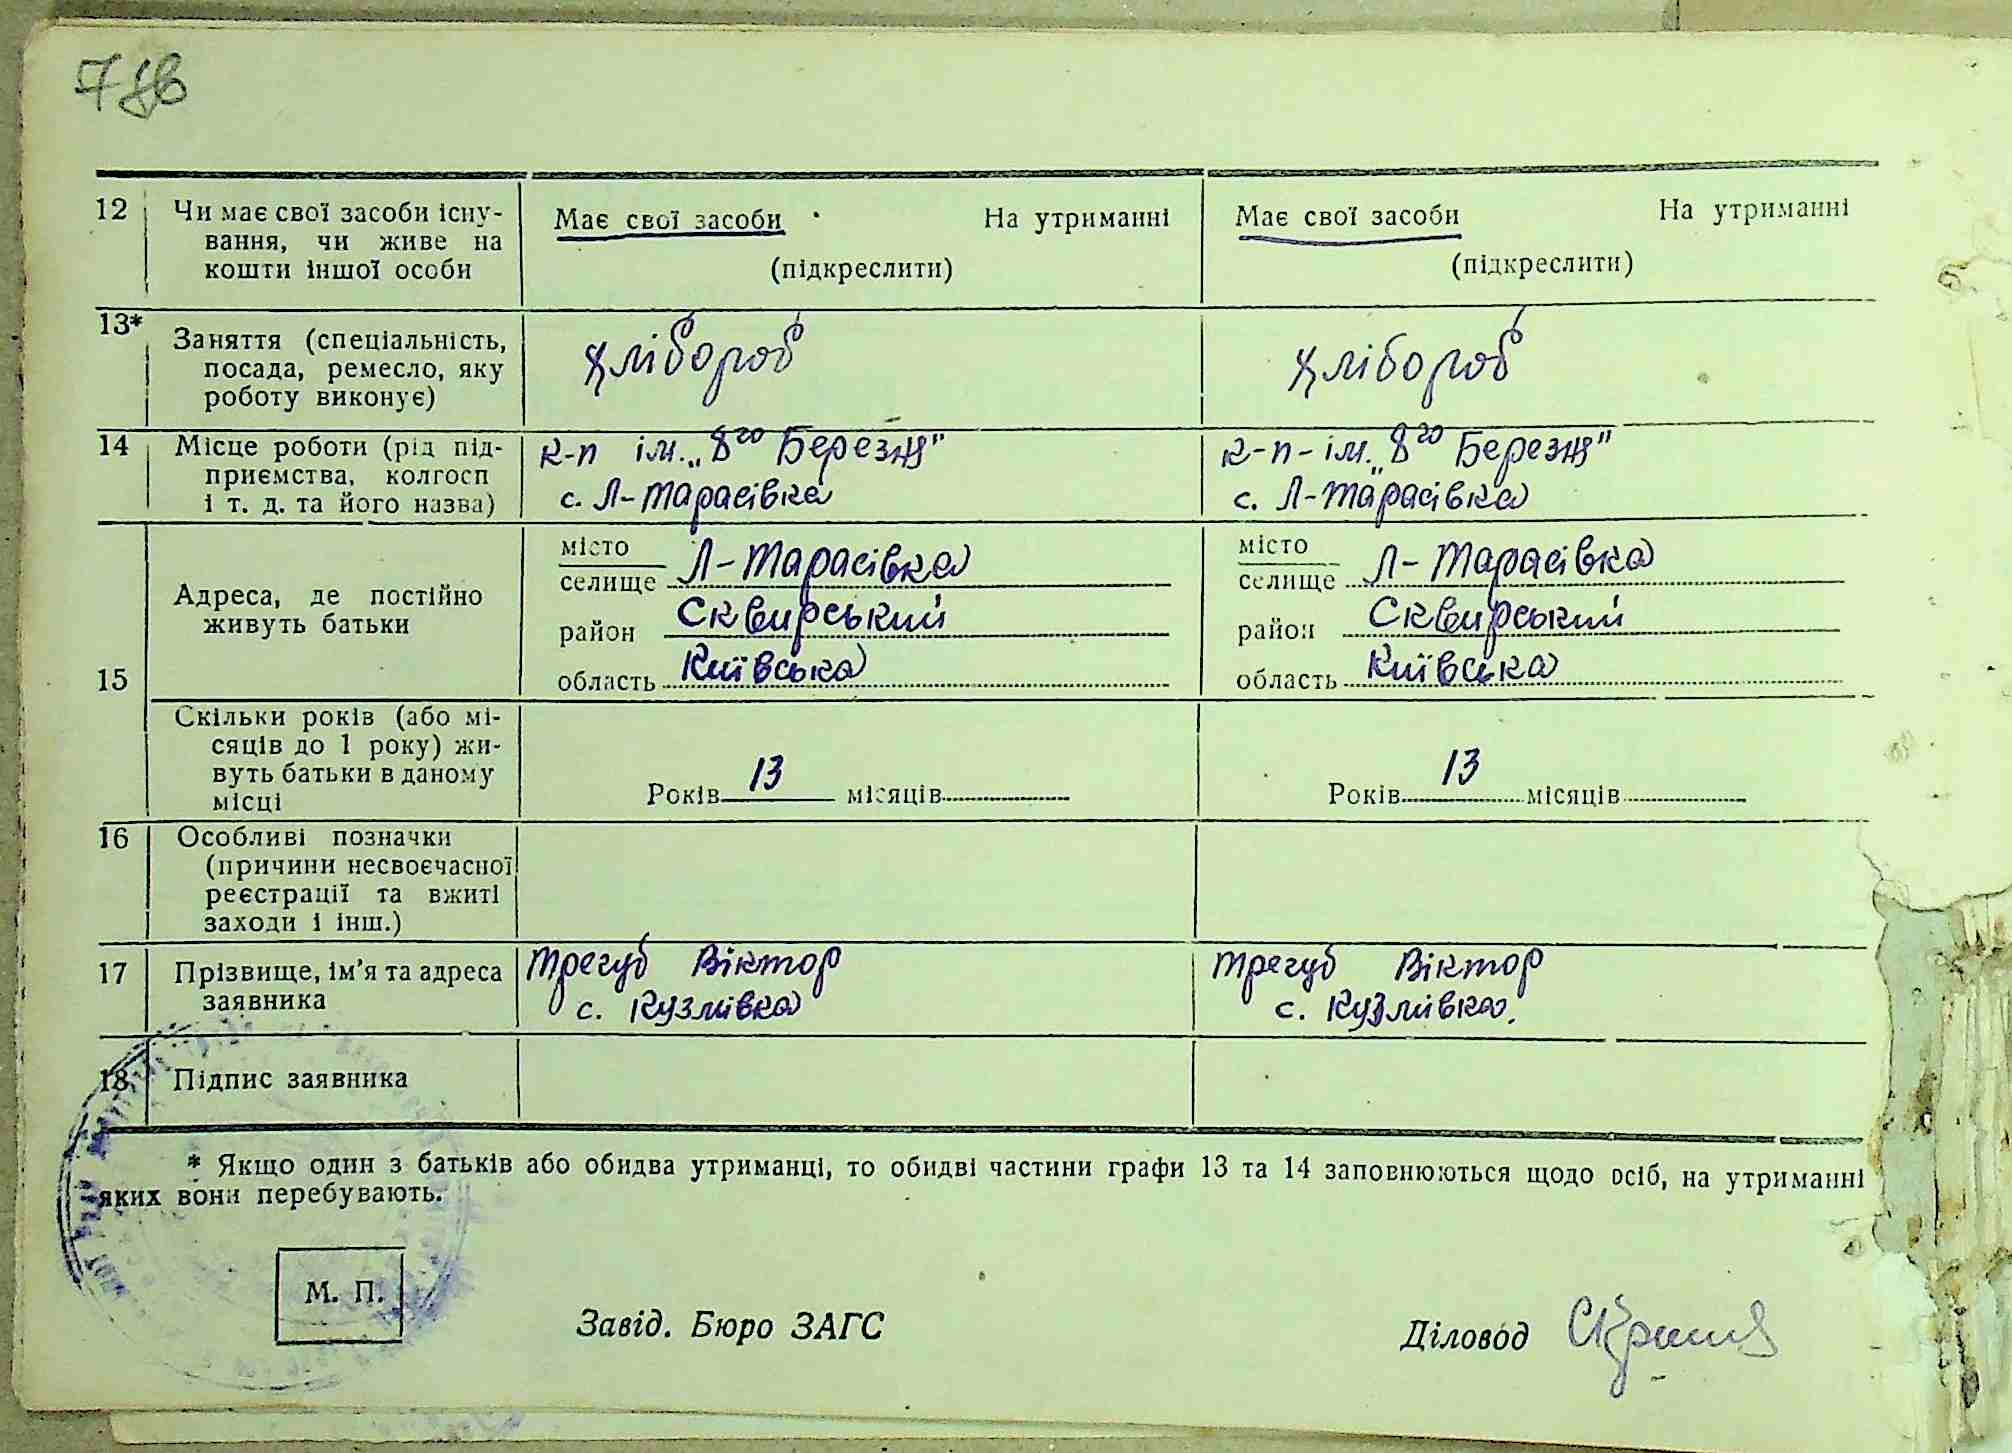 12 Чи має свої засоби існу-
вання, чи живе на
кошти іншої особи
Має свої засоби На утриманні
(підкреслити)
Має свої засоби На утриманні
(підкреслити)
13* Заняття (спеціальність,
посада, ремесло, яку
роботу виконує)
хлібороб
хлібороб
14 Місце роботи (рід під-
приємства, колгосп
і т. д. та його назва)
к-п ім. „8го Березня"
с. Л-Тарасівка
к-п-ім. „8го Березня"
с. Л-Тарасівка
15 Адреса, де постійно
живуть батьки
місто
селище Л-Тарасівка
район Сквирський
область Київська
місто
селище Л-Тарасівка
район Сквирський
область Київська
Скільки років (або мі-
сяців до 1 року) жи-
вуть батьки в даному
місці
Років 13 місяців
Років 13 місяців
16 Особливі позначки
(причини несвоєчасної
реєстрації та вжиті
заходи і інш.)
17 Прізвище, ім'я та адреса
заявника
Трегуб Віктор
с. Кузлівка
Трегуб Віктор
с. Кузлівка.
18 Підпис заявника
* Якщо один з батьків або обидва утриманці, то обидві частини графи 13 та 14 заповнюються щодо осіб, на утриманні
яких вони перебувають.
М. П.
Завід. Бюро ЗАГС
Діловод